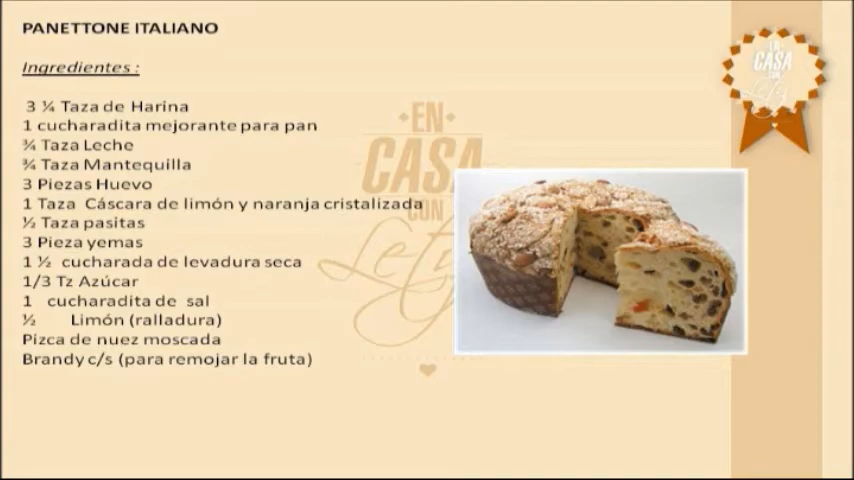 PANETTONE ITALIANO
Ingredientes :
3 ¼ Taza de Harina
1 cucharadita mejorante para pan
¾ Taza Leche
¾ Taza Mantequilla
3 Piezas Huevo
1 Taza Cáscara de limón y naranja cristalizada
½ Taza pasitas
3 Pieza yemas
1 ½ cucharada de levadura seca
1/3 Tz Azúcar
1 cucharadita de sal
½ Limón (ralladura)
Pizca de nuez moscada
Brandy c/s (para remojar la fruta)
EN
CASA
CON
Lety
EN
CASA
CON
Lety